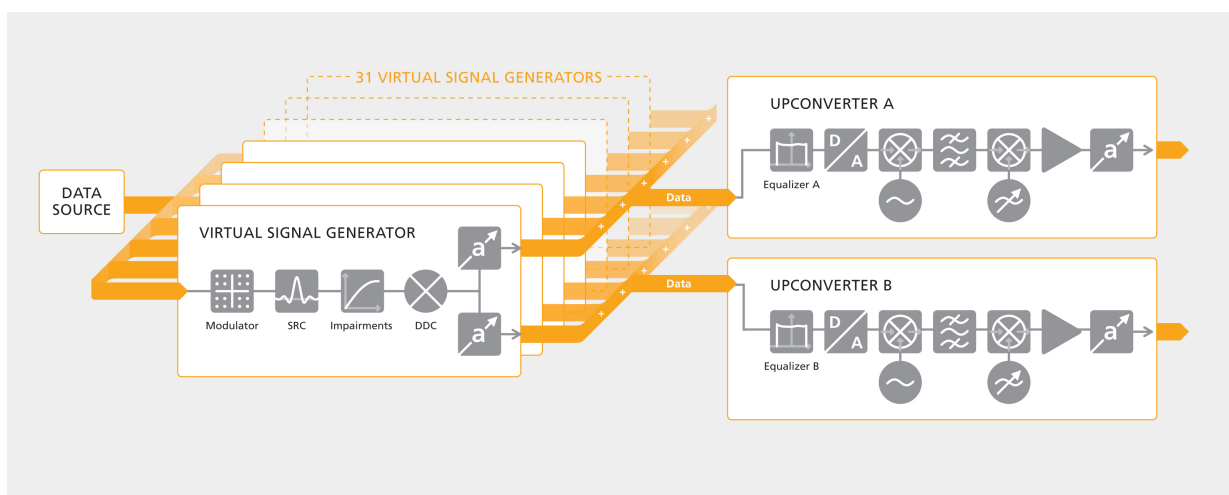 31 VIRTUAL SIGNAL GENERATORS
DATA
SOURCE
VIRTUAL SIGNAL GENERATOR
a
Modulator
SRC
Impairments
DDC
a
Data
Data
UPCONVERTER A
D
A
a
Equalizer A
UPCONVERTER B
D
A
a
Equalizer B